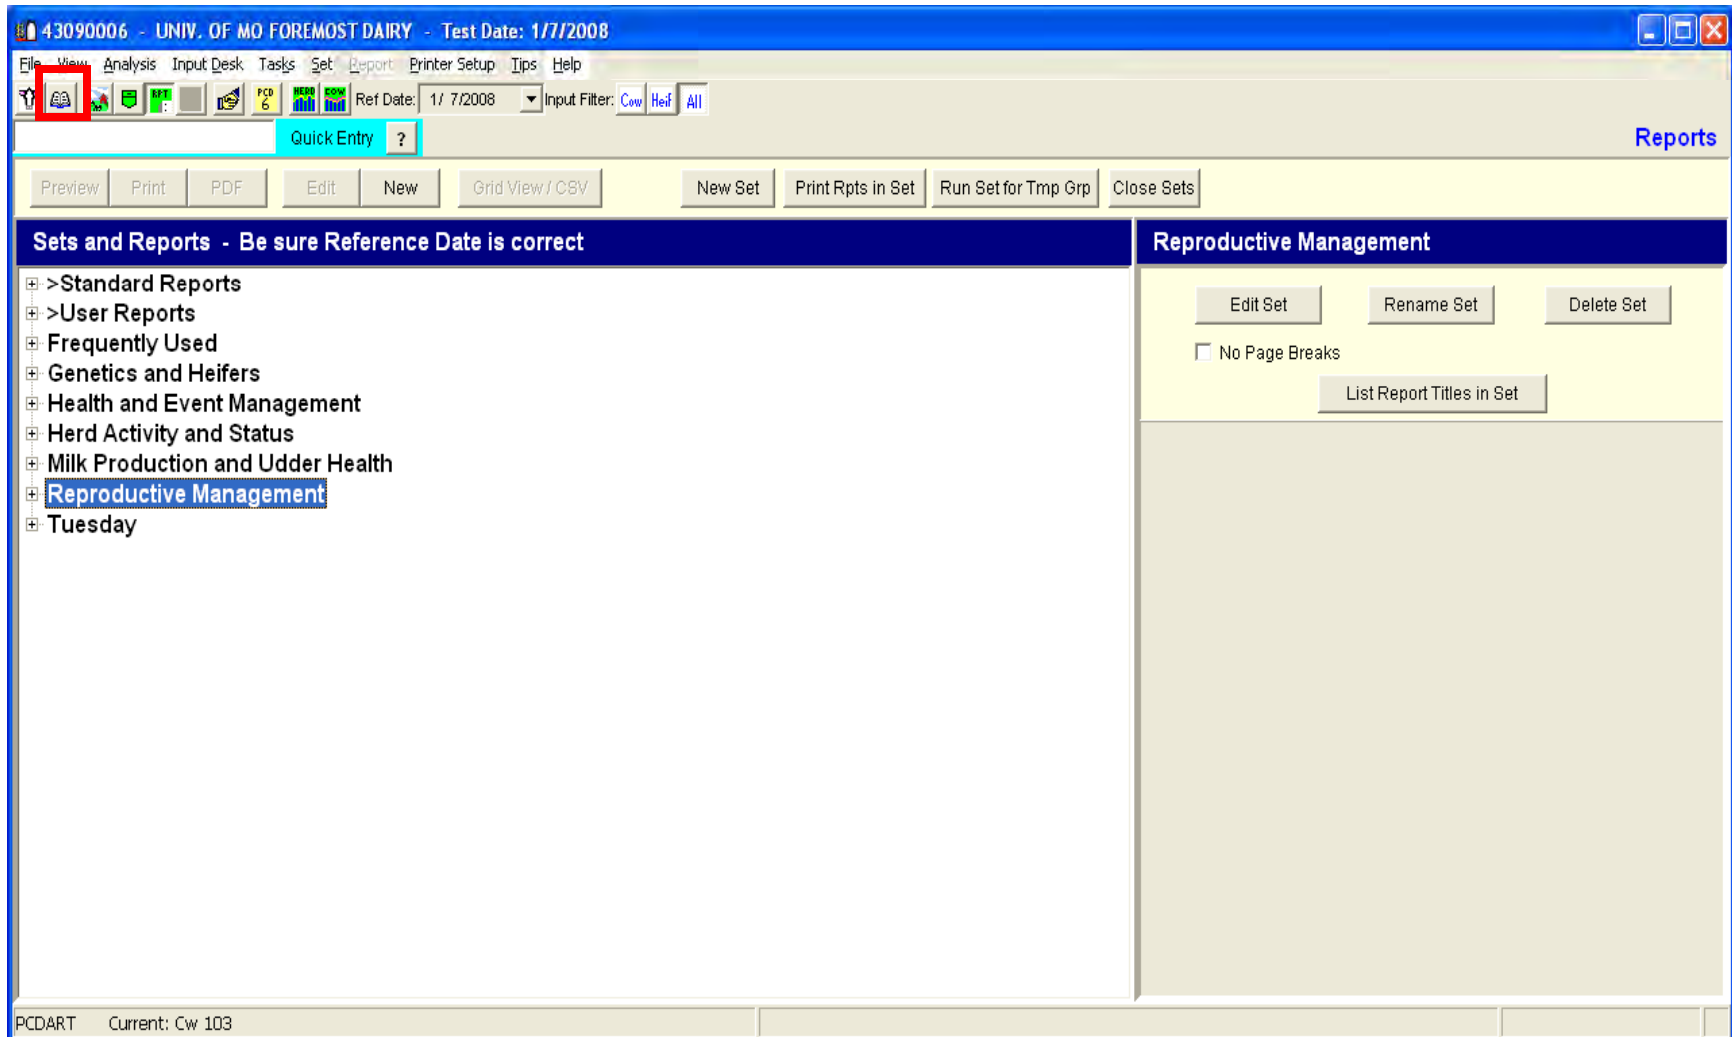 43090006 - UNIV. OF MO FOREMOST DAIRY - Test Date: 1/7/2008
File View Analysis Input Desk Tasks Set Report Printer Setup Tips Help
RPT PCD 6 HERD COW Ref Date: 1/ 7/2008 Input Filter: Cow Heif All
Quick Entry ? Reports
Preview Print PDF Edit New Grid View / CSV New Set Print Rpts in Set Run Set for Tmp Grp Close Sets
Sets and Reports - Be sure Reference Date is correct
>Standard Reports
>User Reports
Frequently Used
Genetics and Heifers
Health and Event Management
Herd Activity and Status
Milk Production and Udder Health
Reproductive Management
Tuesday
Reproductive Management
Edit Set Rename Set Delete Set
No Page Breaks
List Report Titles in Set
PCDART Current: Cw 103